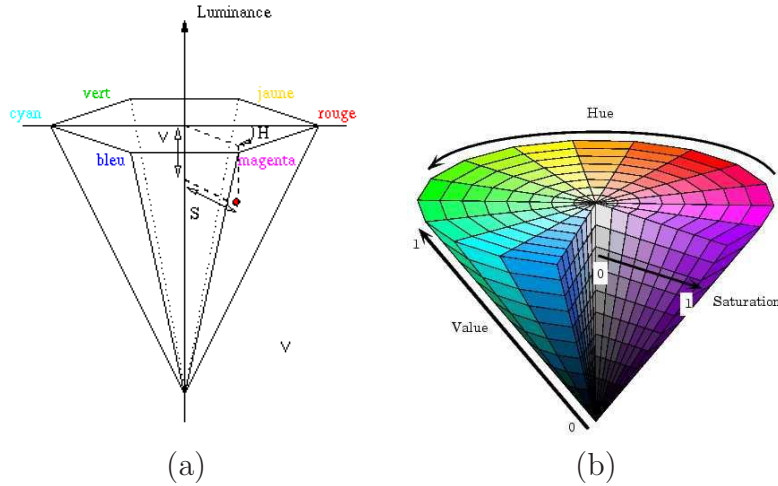 Luminance
vert
jaune
cyan
rouge
V
H
bleu
magenta
S
V
(a)
Hue
1
0
1
Saturation
Value
0
(b)